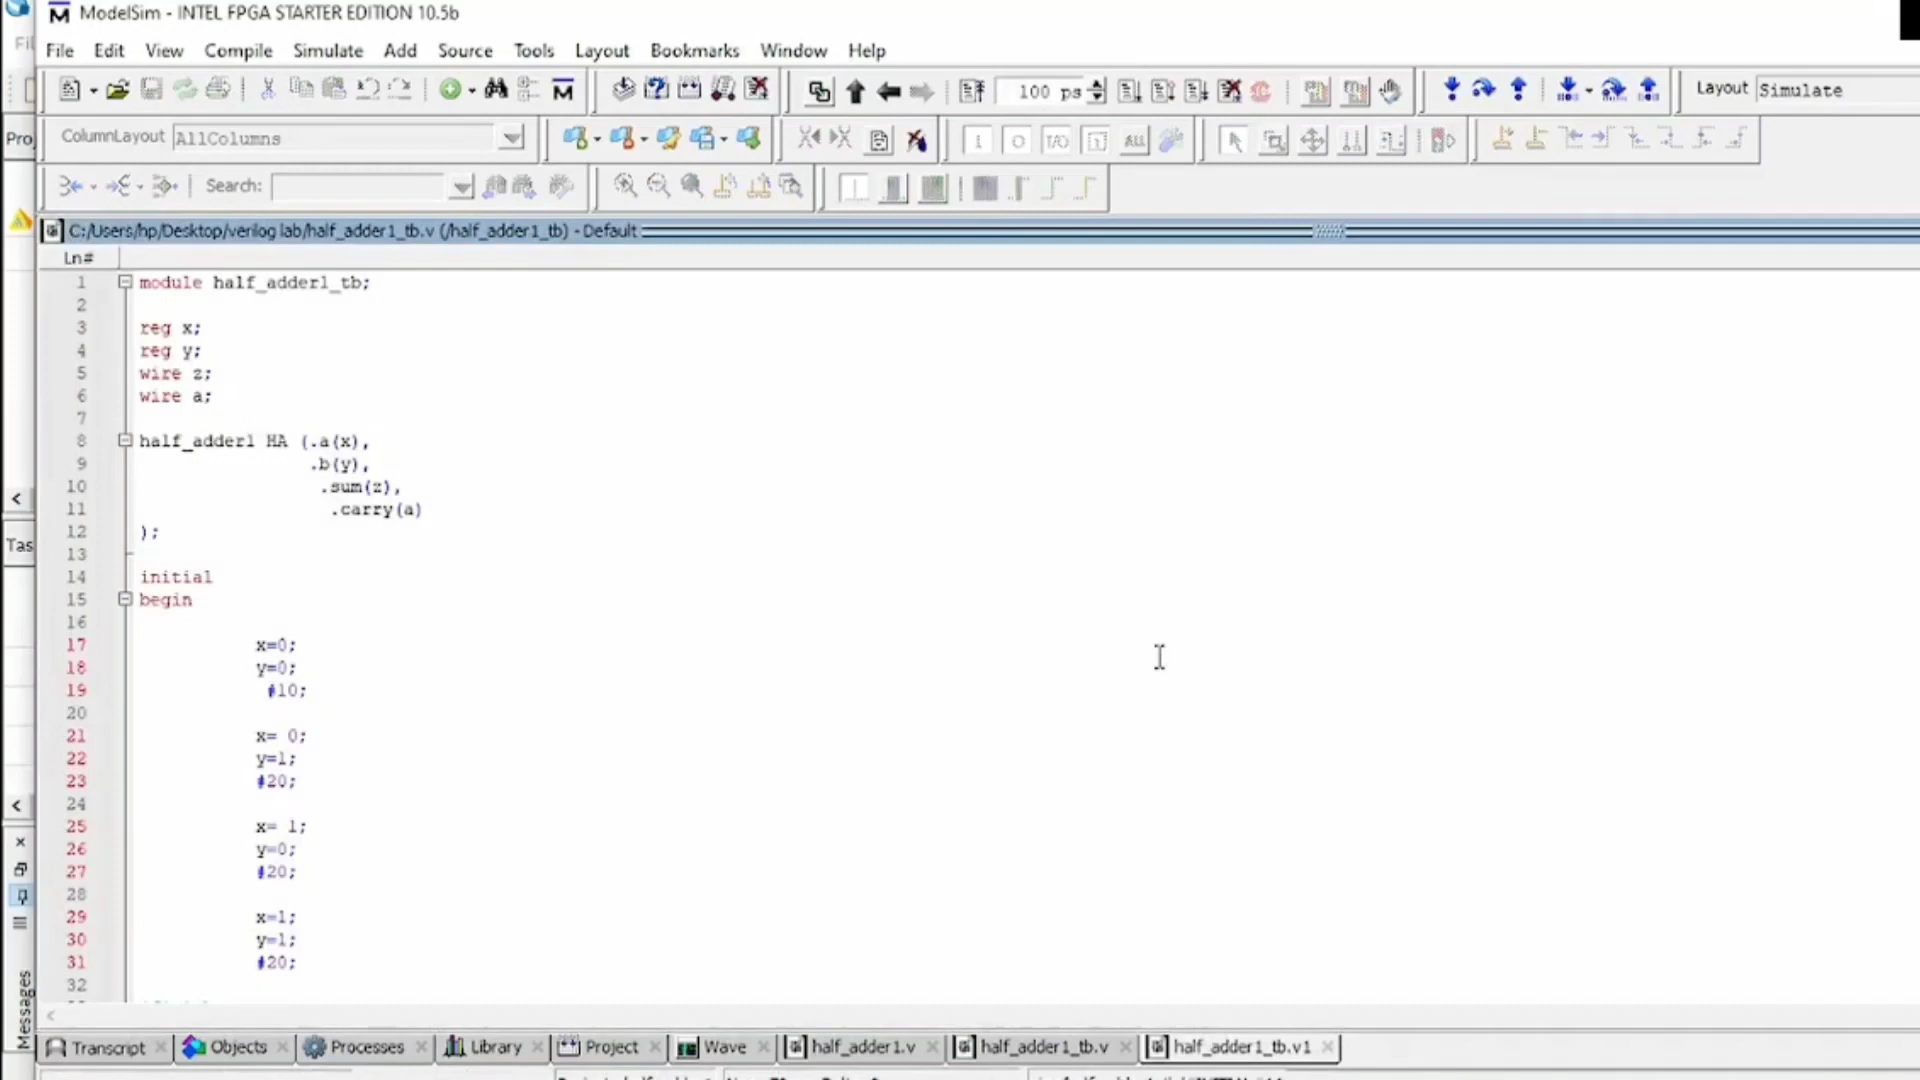 ModelSim - INTEL FPGA STARTER EDITION 10.5b
File Edit View Compile Simulate Add Source Tools Layout Bookmarks Window Help
100 ps
Layout Simulate
ColumnLayout AllColumns
Search:
C:/Users/hp/Desktop/verilog lab/half_adder1_tb.v (/half_adder1_tb) - Default
Ln#
1 module half_adder1_tb;
2
3 reg x;
4 reg y;
5 wire z;
6 wire a;
7
8 half_adder1 HA (.a(x),
9 .b(y),
10 .sum(z),
11 .carry(a)
12 );
13
14 initial
15 begin
16
17 x=0;
18 y=0;
19 #10;
20
21 x= 0;
22 y=1;
23 #20;
24
25 x= 1;
26 y=0;
27 #20;
28
29 x=1;
30 y=1;
31 #20;
32
Pro
Tas
Messages
Transcript Objects Processes Library Project Wave half_adder1.v half_adder1_tb.v half_adder1_tb.v1